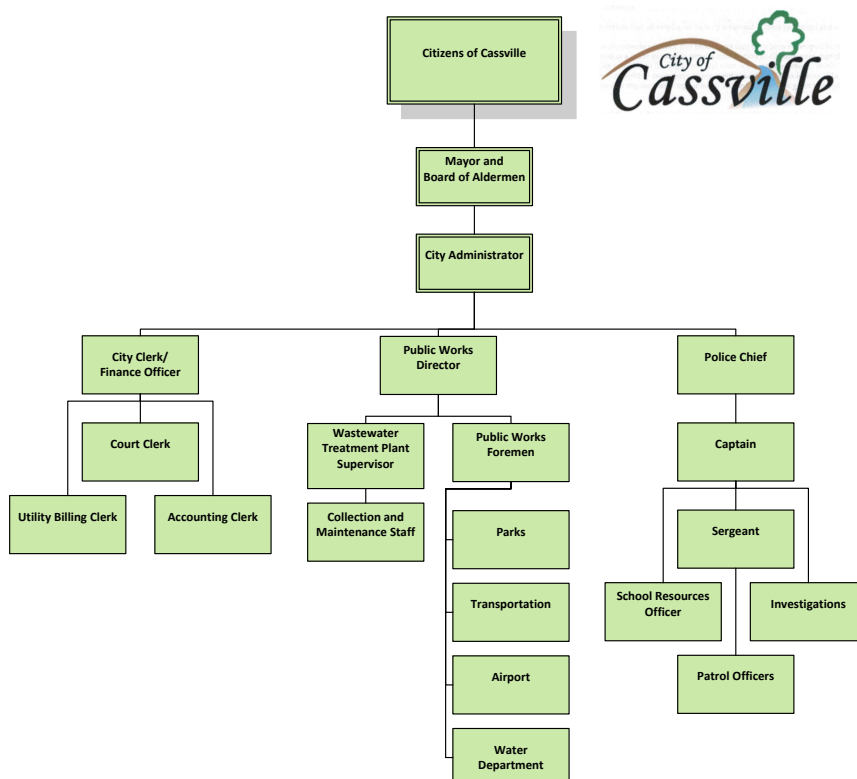 Citizens of Cassville
City of
Cassville
Mayor and
Board of Aldermen
City Administrator
City Clerk/
Finance Officer
Public Works
Director
Police Chief
Court Clerk
Wastewater
Treatment Plant
Supervisor
Public Works
Foremen
Captain
Utility Billing Clerk
Accounting Clerk
Collection and
Maintenance Staff
Parks
Sergeant
Transportation
School Resources
Officer
Investigations
Airport
Patrol Officers
Water
Department